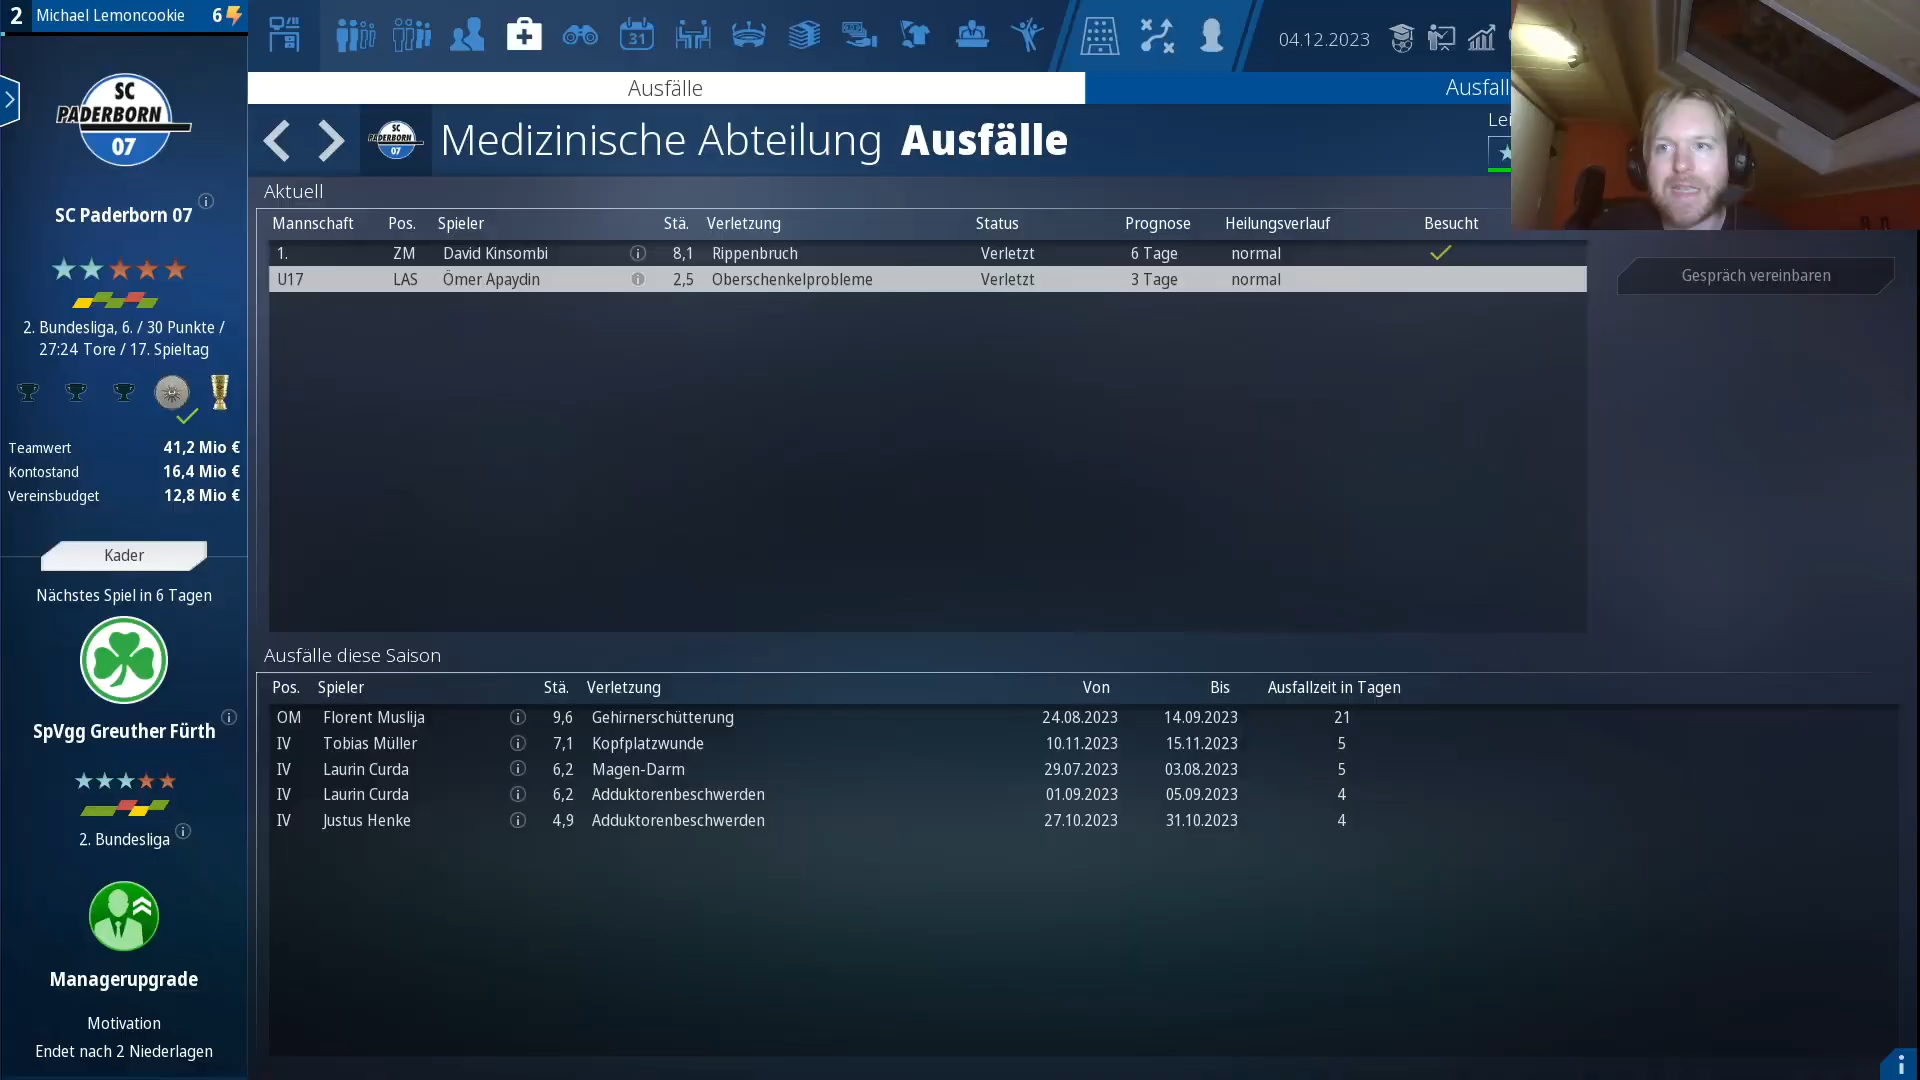 2 Michael Lemoncookie 6
31
04.12.2023
Ausfälle
Ausfall
SC
PADERBORN
07
Medizinische Abteilung Ausfälle
Lei
SC Paderborn 07
2. Bundesliga, 6. / 30 Punkte /
27:24 Tore / 17. Spieltag
Teamwert 41,2 Mio €
Kontostand 16,4 Mio €
Vereinsbudget 12,8 Mio €
Kader
Nächstes Spiel in 6 Tagen
SpVgg Greuther Fürth
2. Bundesliga
Managerupgrade
Motivation
Endet nach 2 Niederlagen
Aktuell
Mannschaft Pos. Spieler Stä. Verletzung Status Prognose Heilungsverlauf Besucht
1. ZM David Kinsombi 8,1 Rippenbruch Verletzt 6 Tage normal
U17 LAS Ömer Apaydin 2,5 Oberschenkelprobleme Verletzt 3 Tage normal
Gespräch vereinbaren
Ausfälle diese Saison
Pos. Spieler Stä. Verletzung Von Bis Ausfallzeit in Tagen
OM Florent Muslija 9,6 Gehirnerschütterung 24.08.2023 14.09.2023 21
IV Tobias Müller 7,1 Kopfplatzwunde 10.11.2023 15.11.2023 5
IV Laurin Curda 6,2 Magen-Darm 29.07.2023 03.08.2023 5
IV Laurin Curda 6,2 Adduktorenbeschwerden 01.09.2023 05.09.2023 4
IV Justus Henke 4,9 Adduktorenbeschwerden 27.10.2023 31.10.2023 4